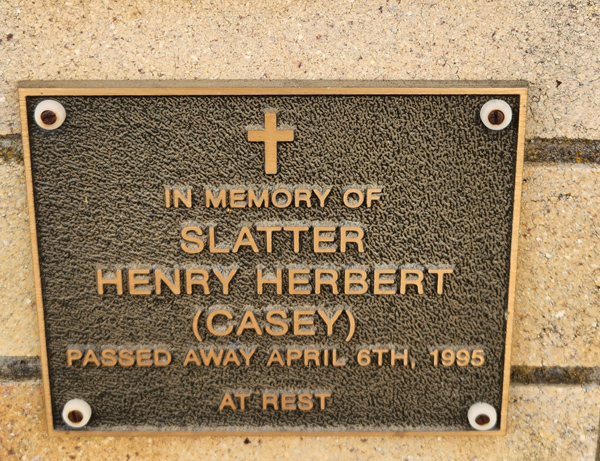 IN MEMORY OF
SLATTER
HENRY HERBERT
(CASEY)
PASSED AWAY APRIL 6TH, 1995
AT REST